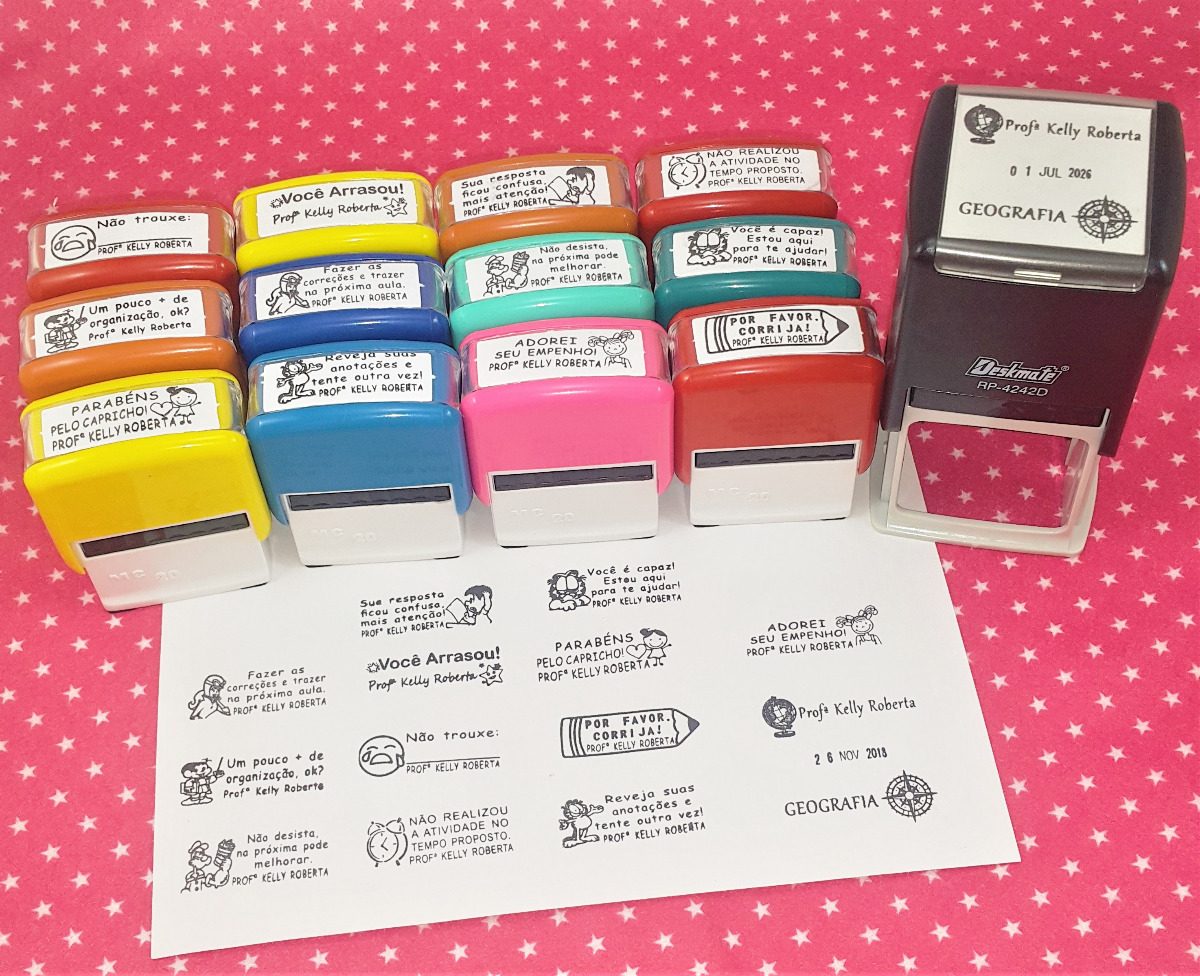 Não trouxe:
PROFª KELLY ROBERTA
Você Arrasou!
Profª Kelly Roberta
Sua resposta
ficou confusa,
mais atenção!
PROFª KELLY ROBERTA
NÃO REALIZOU
A ATIVIDADE NO
TEMPO PROPOSTO.
PROFª KELLY ROBERTA
Um pouco + de
organização, ok?
Profª Kelly Roberta
Fazer as
correções e trazer
na próxima aula.
PROFª KELLY ROBERTA
Não desista,
na próxima pode
melhorar.
PROFª KELLY ROBERTA
Você é capaz!
Estou aqui
para te ajudar!
PROFª KELLY ROBERTA
PARABÉNS
PELO CAPRICHO!
PROFª KELLY ROBERTA
Reveja suas
anotações e
tente outra vez!
PROFª KELLY ROBERTA
ADOREI
SEU EMPENHO!
PROFª KELLY ROBERTA
POR FAVOR,
CORRIJA!
PROFª KELLY ROBERTA
Profª Kelly Roberta
0 1 JUL 2026
GEOGRAFIA
Deskmate®
RP-4242D
MC 20
MC 20
MC 20
MC 20
Sua resposta
ficou confusa,
mais atenção!
PROFª KELLY ROBERTA
Você é capaz!
Estou aqui
para te ajudar!
PROFª KELLY ROBERTA
ADOREI
SEU EMPENHO!
PROFª KELLY ROBERTA
Fazer as
correções e trazer
na próxima aula.
PROFª KELLY ROBERTA
Você Arrasou!
Profª Kelly Roberta
PARABÉNS
PELO CAPRICHO!
PROFª KELLY ROBERTA
Profª Kelly Roberta
2 6 NOV 2018
GEOGRAFIA
Um pouco + de
organização, ok?
Profª Kelly Roberta
Não trouxe:
PROFª KELLY ROBERTA
POR FAVOR,
CORRIJA!
PROFª KELLY ROBERTA
Não desista,
na próxima pode
melhorar.
PROFª KELLY ROBERTA
NÃO REALIZOU
A ATIVIDADE NO
TEMPO PROPOSTO.
PROFª KELLY ROBERTA
Reveja suas
anotações e
tente outra vez!
PROFª KELLY ROBERTA